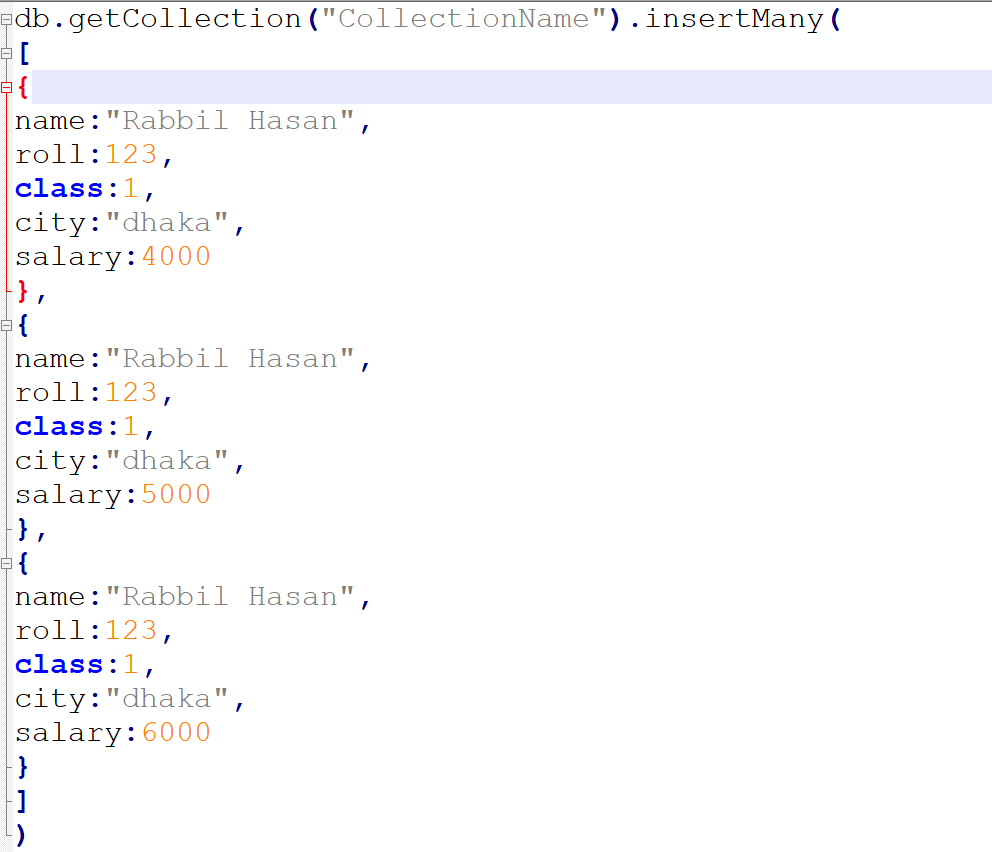 db.getCollection("CollectionName").insertMany(
[
{
name:"Rabbil Hasan",
roll:123,
class:1,
city:"dhaka",
salary:4000
},
{
name:"Rabbil Hasan",
roll:123,
class:1,
city:"dhaka",
salary:5000
},
{
name:"Rabbil Hasan",
roll:123,
class:1,
city:"dhaka",
salary:6000
}
]
)